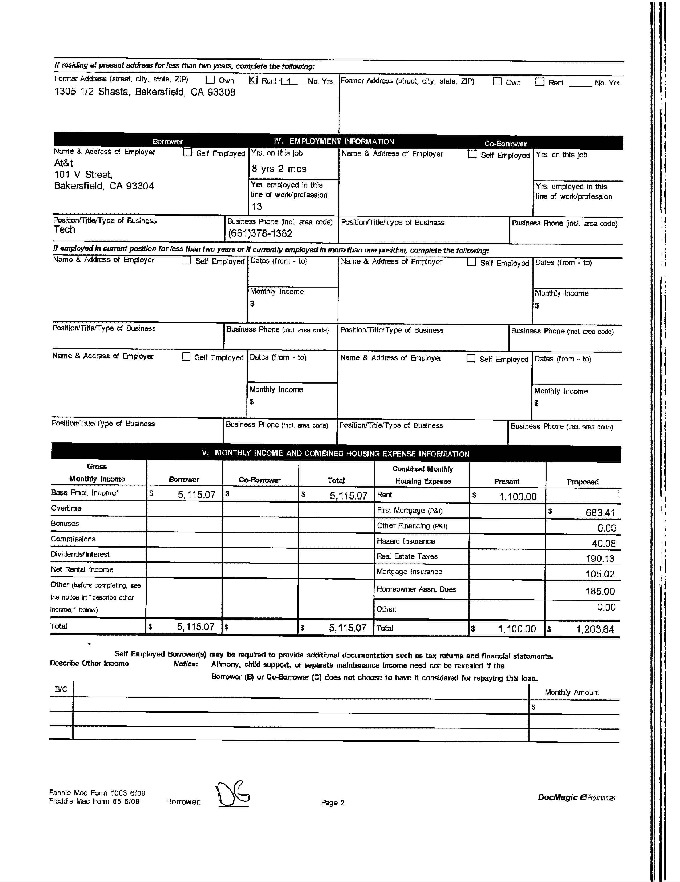 If residing at present address for less than two years, complete the following:
Former Address (street, city, state, ZIP) Own Rent 1 No. Yrs. Former Address (street, city, state, ZIP) Own Rent No. Yrs.
1305 1/2 Shasta, Bakersfield, CA 93308
Borrower IV. EMPLOYMENT INFORMATION Co-Borrower
Name & Address of Employer Self Employed Yrs. on this job Name & Address of Employer Self Employed Yrs. on this job
At&t
101 V Street,
Bakersfield, CA 93304
8 yrs 2 mos
Yrs. employed in this line of work/profession Yrs. employed in this line of work/profession
13
Position/Title/Type of Business Business Phone (incl. area code) Position/Title/Type of Business Business Phone (incl. area code)
Tech (661)378-1382
If employed in current position for less than two years or if currently employed in more than one position, complete the following:
Name & Address of Employer Self Employed Dates (from - to) Name & Address of Employer Self Employed Dates (from - to)
Monthly Income Monthly Income
$ $
Position/Title/Type of Business Business Phone (incl. area code) Position/Title/Type of Business Business Phone (incl. area code)
Name & Address of Employer Self Employed Dates (from - to) Name & Address of Employer Self Employed Dates (from - to)
Monthly Income Monthly Income
$ $
Position/Title/Type of Business Business Phone (incl. area code) Position/Title/Type of Business Business Phone (incl. area code)
V. MONTHLY INCOME AND COMBINED HOUSING EXPENSE INFORMATION
Gross Monthly Income Borrower Co-Borrower Total Combined Monthly Housing Expense Present Proposed
Base Empl. Income* $ 5,115.07 $ $ 5,115.07 Rent $ 1,100.00
Overtime First Mortgage (P&I) $ 683.41
Bonuses Other Financing (P&I) 0.00
Commissions Hazard Insurance 40.08
Dividends/Interest Real Estate Taxes 190.13
Net Rental Income Mortgage Insurance 105.02
Other (before completing, see the notice in "describe other income," below) Homeowner Assn. Dues 185.00
Other: 0.00
Total $ 5,115.07 $ $ 5,115.07 Total $ 1,100.00 $ 1,203.64
* Self Employed Borrower(s) may be required to provide additional documentation such as tax returns and financial statements.
Describe Other Income Notice: Alimony, child support, or separate maintenance income need not be revealed if the
Borrower (B) or Co-Borrower (C) does not choose to have it considered for repaying this loan.
B/C Monthly Amount
$
Fannie Mae Form 1003 6/09
Freddie Mac Form 65 6/09 Borrower: DG Page 2 DocMagic